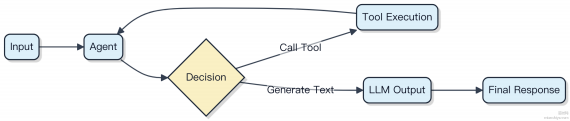 Tool Execution
Input
Agent
Call Tool
Decision
Generate Text
LLM Output
Final Response